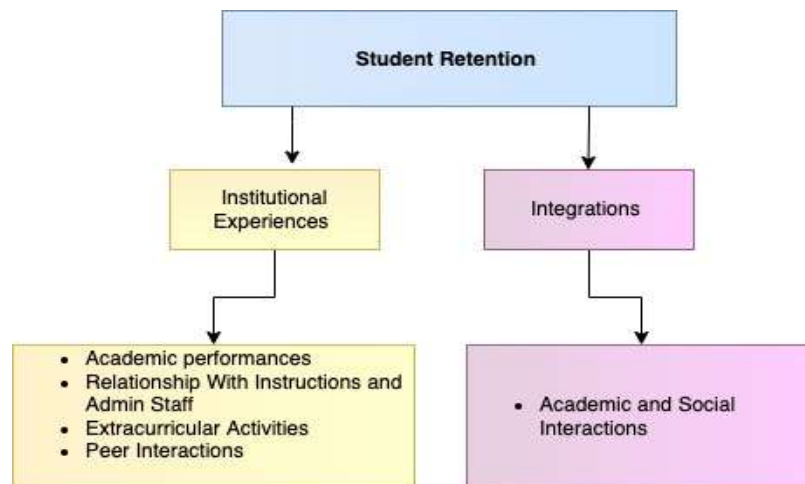 Student Retention
Institutional
Experiences
Integrations
• Academic performances
• Relationship With Instructions and
Admin Staff
• Extracurricular Activities
• Peer Interactions
• Academic and Social
Interactions